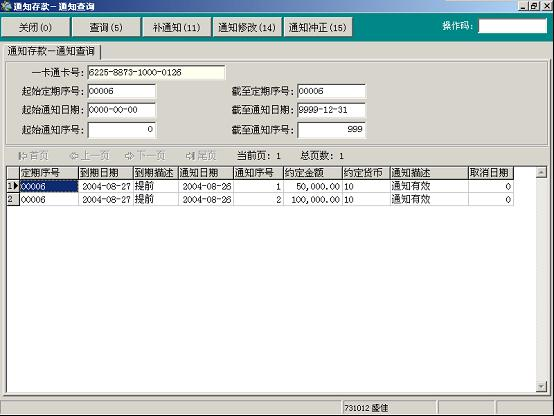 通知存款－通知查询
关闭(0) 查询(5) 补通知(11) 通知修改(14) 通知冲正(15) 操作码:
通知存款－通知查询
一卡通卡号: 6225-8873-1000-0126
起始定期序号: 00006 截至定期序号: 00006
起始通知日期: 0000-00-00 截至通知日期: 9999-12-31
起始通知序号: 0 截至通知序号: 999
首页 上一页 下一页 尾页 当前页: 1 总页数: 1
定期序号 到期日期 到期描述 通知日期 通知序号 约定金额 约定货币 通知描述 取消日期
1 00006 2004-08-27 提前 2004-08-26 1 50,000.00 10 通知有效 0
2 00006 2004-08-27 提前 2004-08-26 2 100,000.00 10 通知有效 0
731012 盛佳